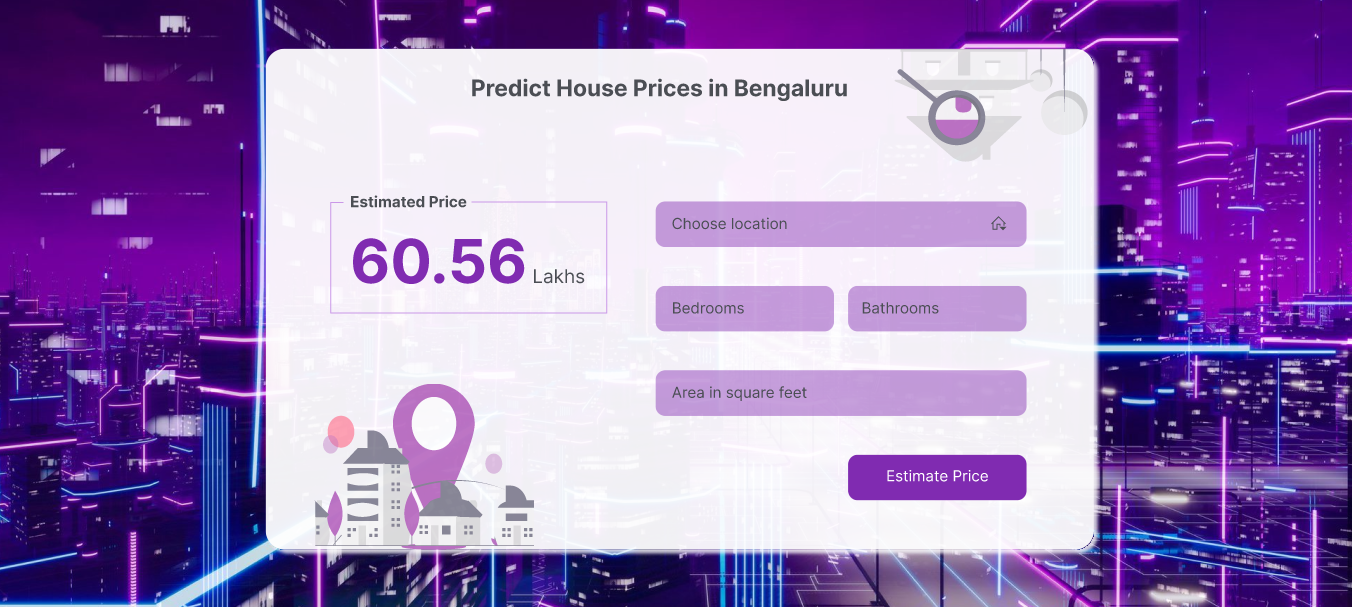 Predict House Prices in Bengaluru
Estimated Price
60.56 Lakhs
Choose location
Bedrooms
Bathrooms
Area in square feet
Estimate Price